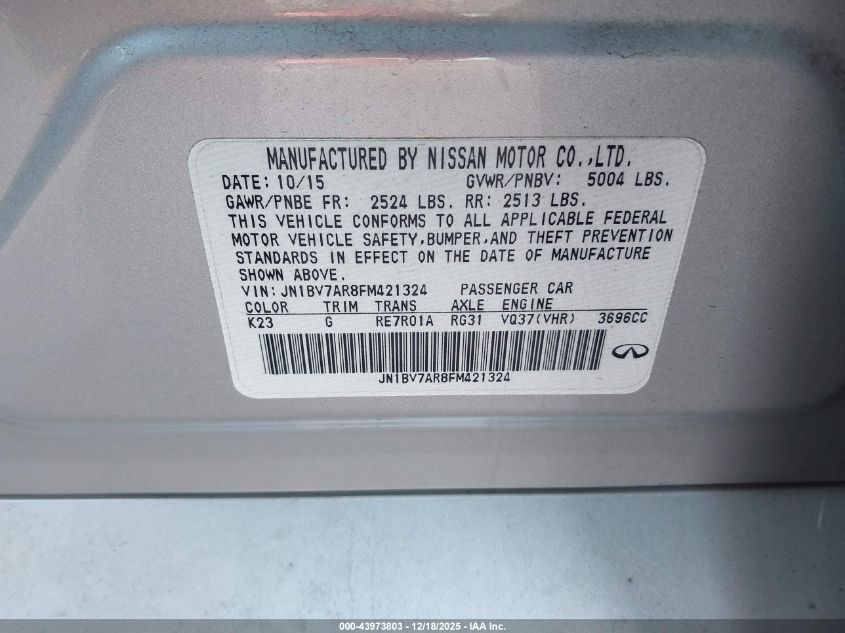 MANUFACTURED BY NISSAN MOTOR CO.,LTD.
DATE: 10/15 GVWR/PNBV: 5004 LBS.
GAWR/PNBE FR: 2524 LBS. RR: 2513 LBS.
THIS VEHICLE CONFORMS TO ALL APPLICABLE FEDERAL
MOTOR VEHICLE SAFETY,BUMPER,AND THEFT PREVENTION
STANDARDS IN EFFECT ON THE DATE OF MANUFACTURE
SHOWN ABOVE.
VIN: JN1BV7AR8FM421324 PASSENGER CAR
COLOR TRIM TRANS AXLE ENGINE
K23 G RE7R01A RG31 VQ37(VHR) 3696CC
JN1BV7AR8FM421324
000-43973803 - 12/18/2025 - IAA Inc.